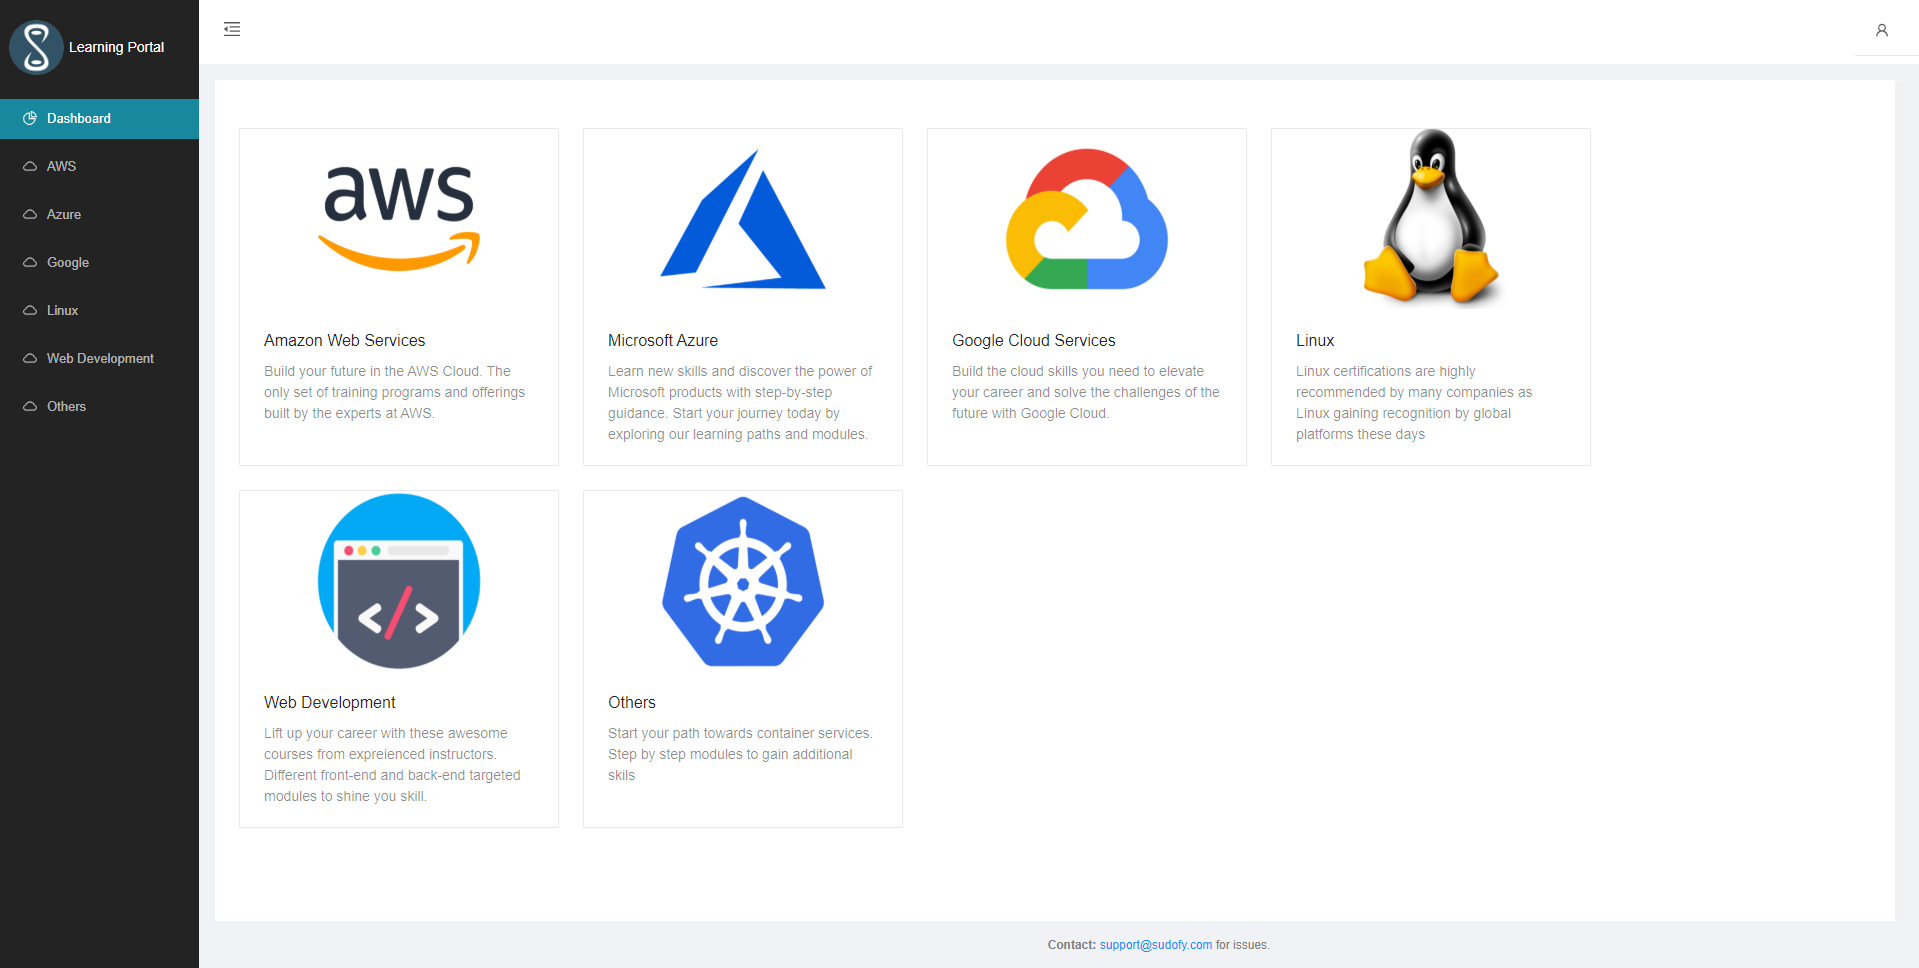 Learning Portal
Dashboard
AWS
Azure
Google
Linux
Web Development
Others
aws
Amazon Web Services
Build your future in the AWS Cloud. The
only set of training programs and offerings
built by the experts at AWS.
Microsoft Azure
Learn new skills and discover the power of
Microsoft products with step-by-step
guidance. Start your journey today by
exploring our learning paths and modules.
Google Cloud Services
Build the cloud skills you need to elevate
your career and solve the challenges of the
future with Google Cloud.
Linux
Linux certifications are highly
recommended by many companies as
Linux gaining recognition by global
platforms these days
</>
Web Development
Lift up your career with these awesome
courses from expreienced instructors.
Different front-end and back-end targeted
modules to shine you skill.
Others
Start your path towards container services.
Step by step modules to gain additional
skils
Contact: support@sudofy.com for issues.